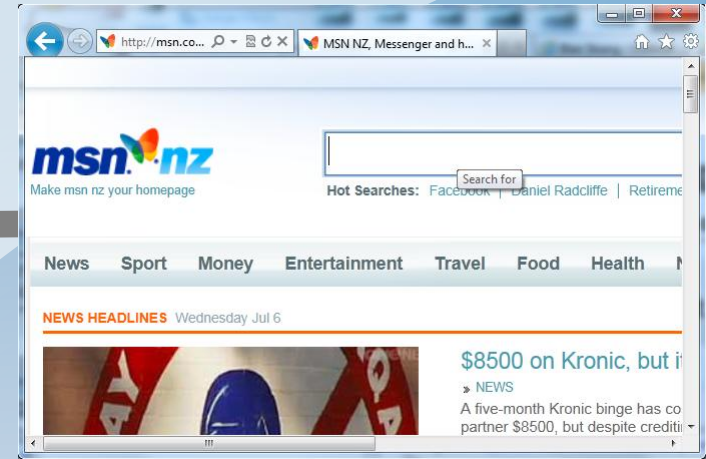 http://msn.co... MSN NZ, Messenger and h...
msn nz
Make msn nz your homepage
Search for
Hot Searches: Facebook | Daniel Radcliffe | Retireme
News Sport Money Entertainment Travel Food Health
NEWS HEADLINES Wednesday Jul 6
$8500 on Kronic, but i
» NEWS
A five-month Kronic binge has co
partner $8500, but despite crediti